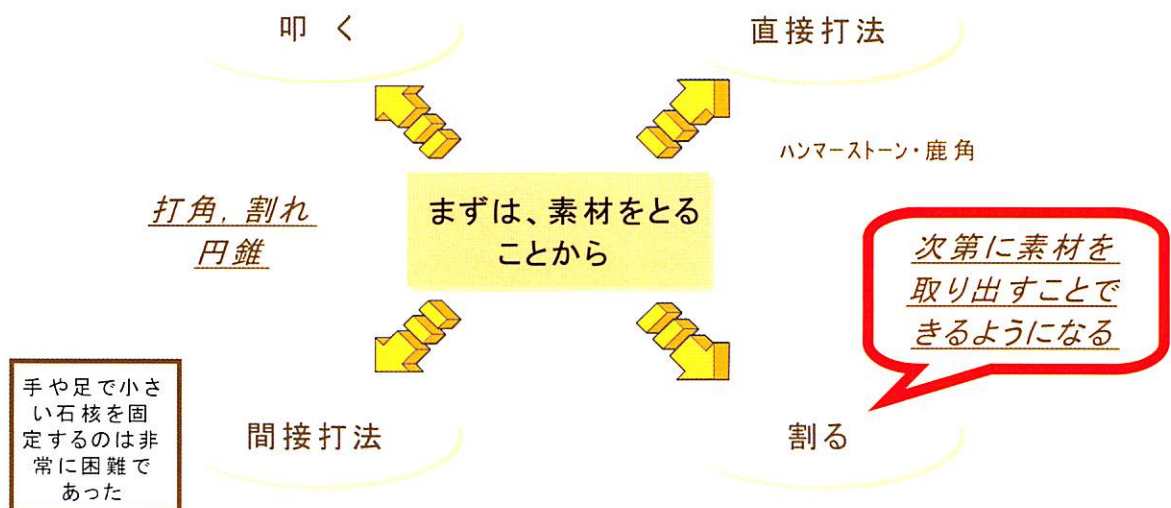 叩く
直接打法
ハンマーストーン・鹿角
打角, 割れ
円錐
まずは、素材をとる
ことから
次第に素材を
取り出すことで
きるようになる
手や足で小さ
い石核を固
定するのは非
常に困難で
あった
間接打法
割る